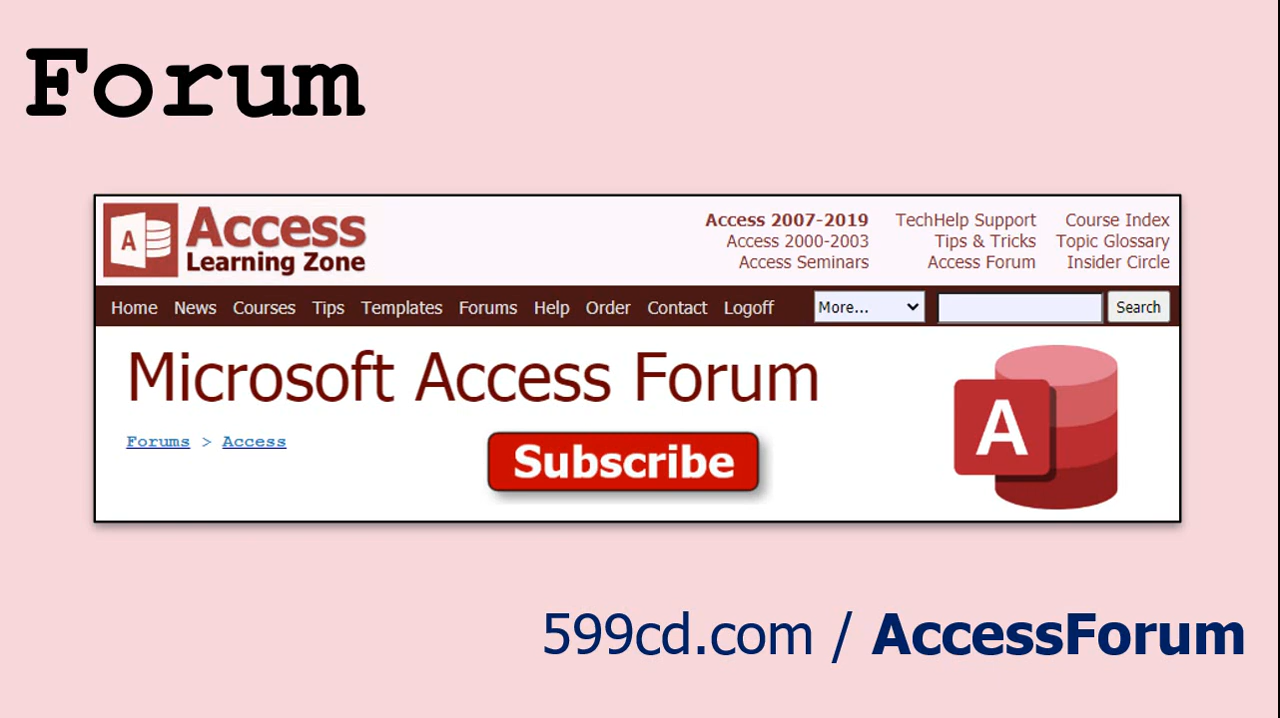 Forum
A Access
Learning Zone
Access 2007-2019 TechHelp Support Course Index
Access 2000-2003 Tips & Tricks Topic Glossary
Access Seminars Access Forum Insider Circle
Home News Courses Tips Templates Forums Help Order Contact Logoff More... Search
Microsoft Access Forum
Forums > Access
Subscribe
A
599cd.com / AccessForum